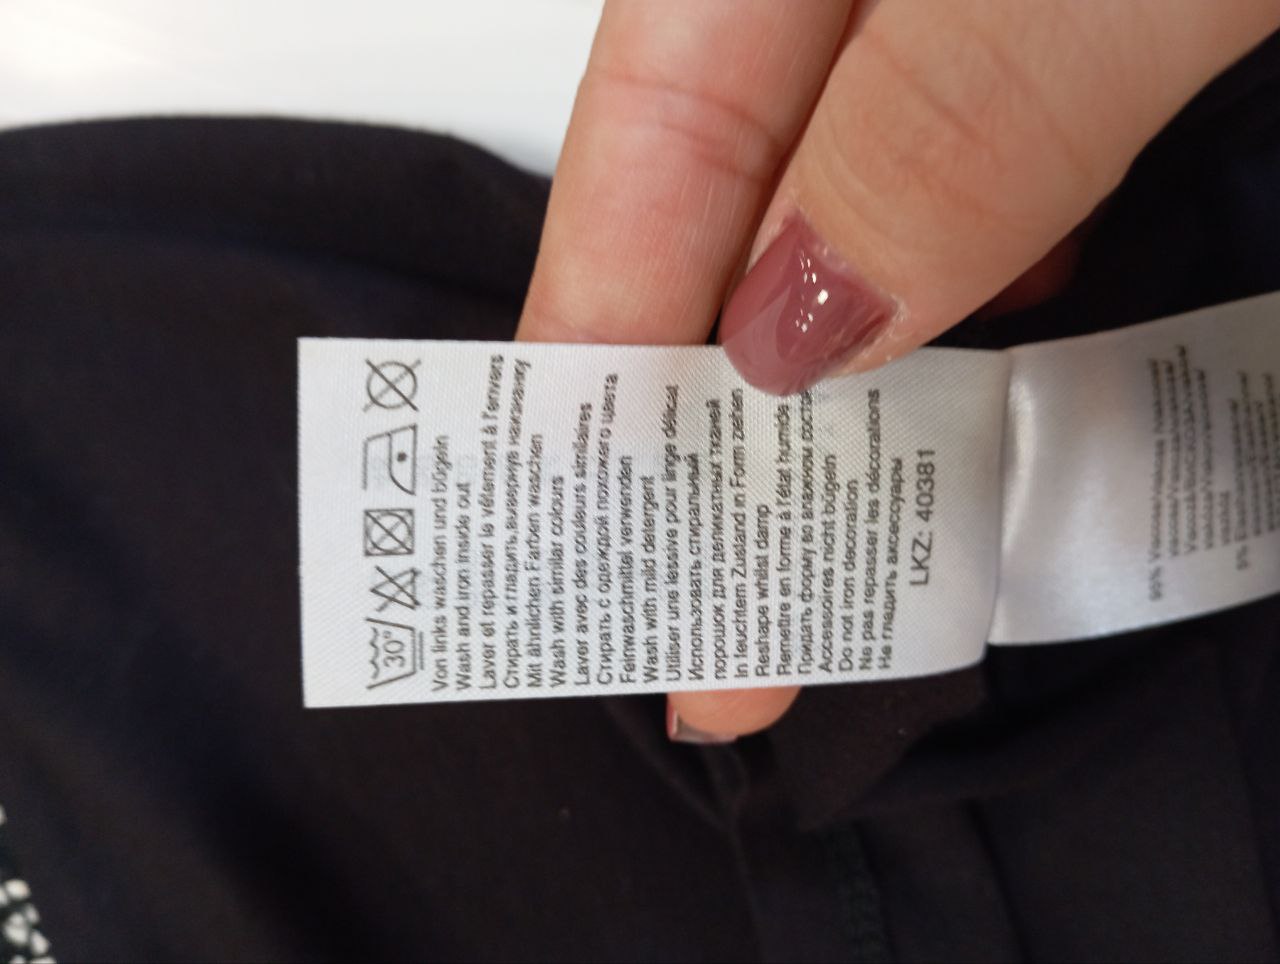 30°
Von links waschen und bügeln
Wash and iron inside out
Laver et repasser le vêtement à l'envers
Стирать и гладить, вывернув наизнанку
Mit ähnlichen Farben waschen
Wash with similar colours
Laver avec des couleurs similaires
Стирать с одеждой похожего цвета
Feinwaschmittel verwenden
Wash with mild detergent
Utiliser une lessive pour linge délicat
Использовать стиральный
порошок для деликатных тканей
In feuchtem Zustand in Form ziehen
Reshape whilst damp
Remettre en forme à l'état humide
Придать форму во влажном
Accessoires nicht bügeln
Do not iron decoration
Ne pas repasser les décorations
Не гладить аксессуары
LKZ: 40381